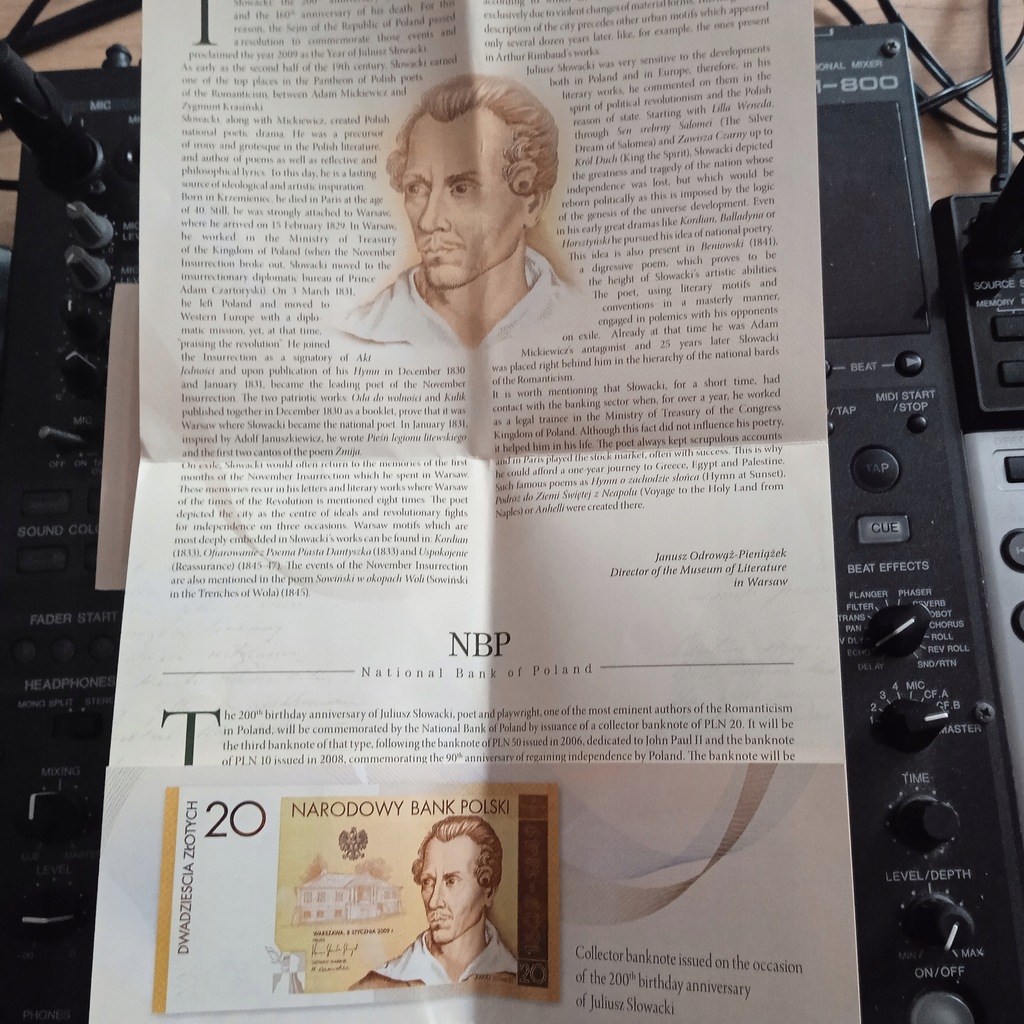 and the 160th anniversary of his death. For this
reason, the Sejm of the Republic of Poland passed
a resolution to commemorate those events and
proclaimed the year 2009 as the Year of Juliusz Słowacki.
As early as the second half of the 19th century, Słowacki earned
one of the top places in the Pantheon of Polish poets
of the Romanticism, between Adam Mickiewicz and
Zygmunt Krasiński.
Słowacki, along with Mickiewicz, created Polish
national poetic drama. He was a precursor
of irony and grotesque in the Polish literature,
and author of poems as well as reflective and
philosophical lyrics. To this day, he is a lasting
source of ideological and artistic inspiration.
Born in Krzemieniec, he died in Paris at the age
of 40. Still, he was strongly attached to Warsaw,
where he arrived on 15 February 1829. In Warsaw,
he worked in the Ministry of Treasury
of the Kingdom of Poland (when the November
Insurrection broke out, Słowacki moved to the
insurrectionary diplomatic bureau of Prince
Adam Czartoryski). On 3 March 1831,
he left Poland and moved to
Western Europe with a diplo-
matic mission, yet, at that time,
"praising the revolution". He joined
the Insurrection as a signatory of Akt
Jedności and upon publication of his Hymn in December 1830
and January 1831, became the leading poet of the November
Insurrection. The two patriotic works: Oda do wolności and Kulik
published together in December 1830 as a booklet, prove that it was
Warsaw where Słowacki became the national poet. In January 1831,
inspired by Adolf Januszkiewicz, he wrote Pieśń legionu litewskiego
and the first two cantos of the poem Żmija.
On exile, Słowacki would often return to the memories of the first
months of the November Insurrection which he spent in Warsaw.
These memories recur in his letters and literary works where Warsaw
of the times of the Revolution is mentioned eight times. The poet
depicted the city as the centre of ideals and revolutionary fights
for independence on three occasions. Warsaw motives which are
most deeply embedded in Słowacki's works can be found in: Kordian
(1833), Ofiarowanie z Poema Piasta Dantyszka (1833) and Uspokojenie
(Reassurance) (1845-47). The events of the November Insurrection
are also mentioned in the poem Sowiński w okopach Woli (Sowiński
in the Trenches of Wola) (1845).
exclusively due to violent changes of material forms.
description of the city precedes other urban motifs which appeared
only several dozen years later, like, for example, the ones present
in Arthur Rimbaud's works.
Juliusz Słowacki was very sensitive to the developments
both in Poland and in Europe, therefore, in his
literary works, he commented on them in the
spirit of political revolutionism and the Polish
reason of state. Starting with Lilla Weneda,
through Sen srebrny Salomei (The Silver
Dream of Salomea) and Zawisza Czarny up to
Król Duch (King the Spirit), Słowacki depicted
the greatness and tragedy of the nation whose
independence was lost, but which would be
reborn politically as this is imposed by the logic
of the genesis of the universe development. Even
in his early great dramas like Kordian, Balladyna or
Horsztyński he pursued his idea of national poetry.
This idea is also present in Beniowski (1841),
a digressive poem, which proves to be
the height of Słowacki's artistic abilities.
The poet, using literary motifs and
conventions in a masterly manner,
engaged in polemics with his opponents
on exile. Already at that time he was Adam
Mickiewicz's antagonist and 25 years later Słowacki
was placed right behind him in the hierarchy of the national bards
of the Romanticism.
It is worth mentioning that Słowacki, for a short time, had
contact with the banking sector when, for over a year, he worked
as a legal trainee in the Ministry of Treasury of the Congress
Kingdom of Poland. Although this fact did not influence his poetry,
it helped him in his life. The poet always kept scrupulous accounts
and in Paris played the stock market, often with success. This is why
he could afford a one-year journey to Greece, Egypt and Palestine.
Such famous poems as Hymn o zachodzie słońca (Hymn at Sunset),
Podróż do Ziemi Świętej z Neapolu (Voyage to the Holy Land from
Naples) or Anhelli were created there.
Janusz Odrowąż-Pieniążek
Director of the Museum of Literature
in Warsaw
NBP
National Bank of Poland
The 200th birthday anniversary of Juliusz Słowacki, poet and playwright, one of the most eminent authors of the Romanticism
in Poland, will be commemorated by the National Bank of Poland by issuance of a collector banknote of PLN 20. It will be
the third banknote of that type, following the banknote of PLN 50 issued in 2006, dedicated to John Paul II and the banknote
of PLN 10 issued in 2008, commemorating the 90th anniversary of regaining independence by Poland. The banknote will be
DWADZIEŚCIA ZŁOTYCH
20
NARODOWY BANK POLSKI
WARSZAWA, 8 STYCZNIA 2009 r.
20
Collector banknote issued on the occasion
of the 200th birthday anniversary
of Juliusz Słowacki
MIC
OFF ON
FADER START
HEADPHONES
MONO SPLIT STEREO
MIXING
CUE MASTER
LEVEL
PHONES
-800
BEAT
/TAP
MIDI START
/STOP
TAP
CUE
BEAT EFFECTS
FLANGER PHASER
FILTER REVERB
TRANS ROBOT
PAN CHORUS
ROLL
ECHO REV ROLL
DELAY SND/RTN
MIC
4 CF.A
3 CF.B
2 MASTER
TIME
LEVEL/DEPTH
MIN MAX
ON/OFF
SOURCE
MEMORY